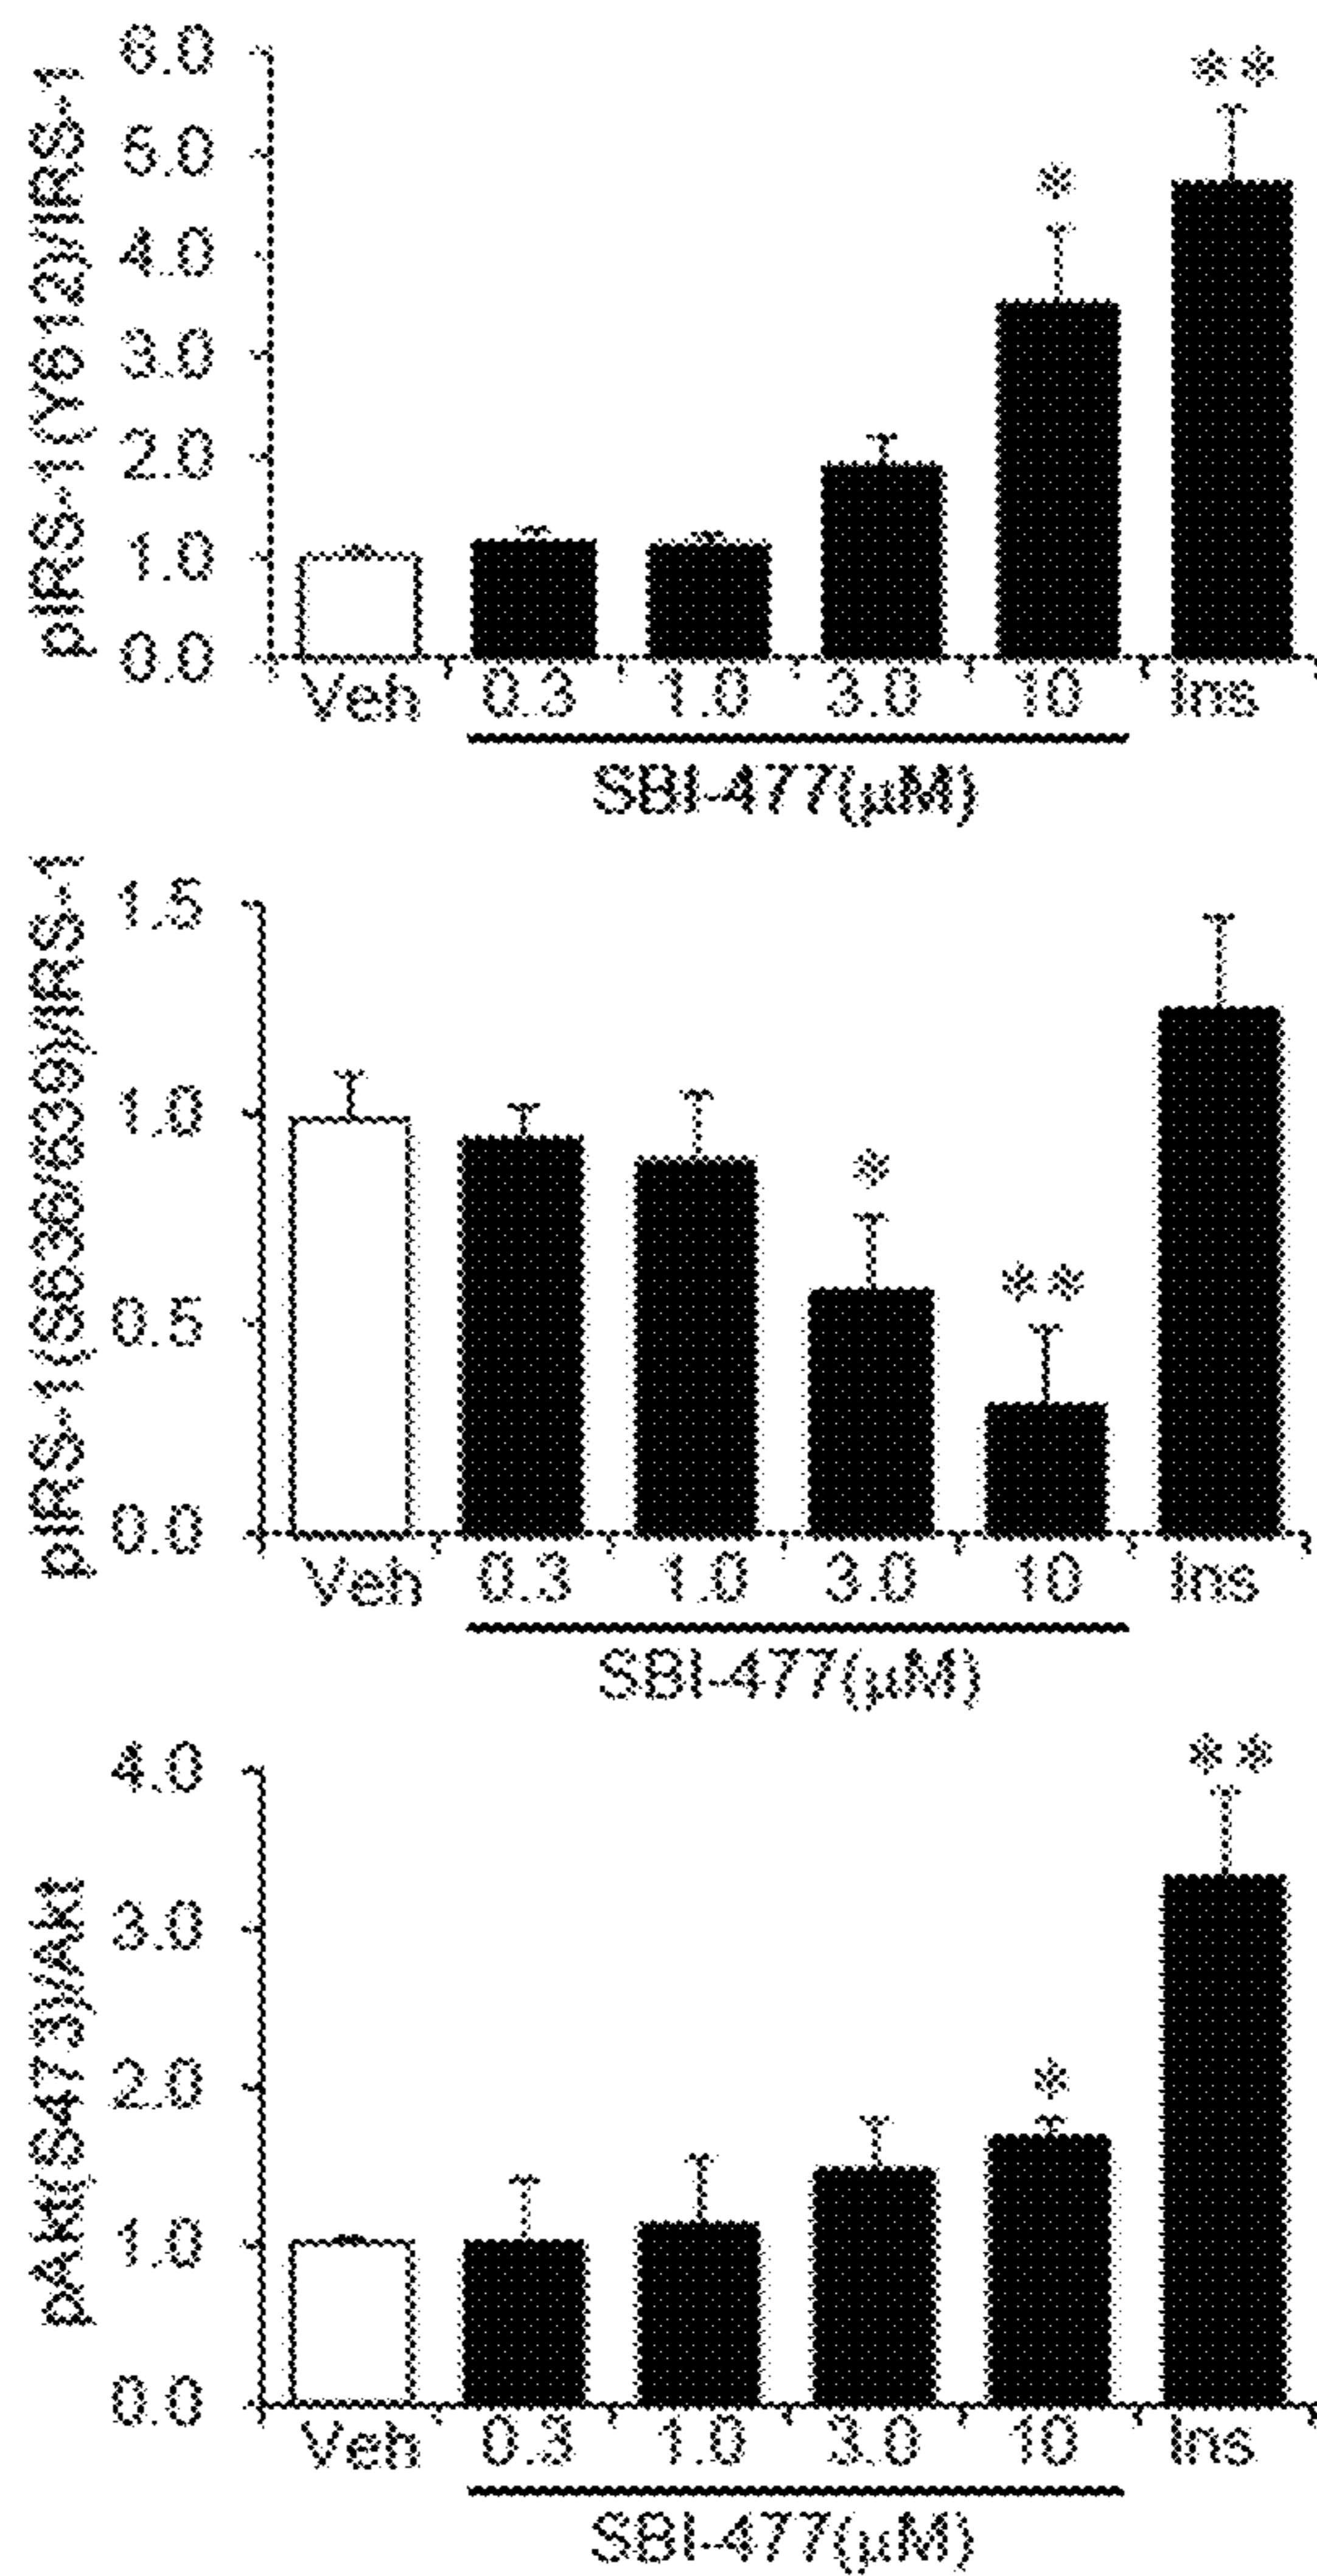 pIRS-1(Y612)/IRS-1
6.0
5.0
4.0
3.0
2.0
1.0
0.0
**
*
Veh 0.3 1.0 3.0 10 Ins
SBI-477(μM)
pIRS-1(S636/639)/IRS-1
1.5
1.0
0.5
0.0
*
**
Veh 0.3 1.0 3.0 10 Ins
SBI-477(μM)
pAkt(S473)/Akt
4.0
3.0
2.0
1.0
0.0
**
*
Veh 0.3 1.0 3.0 10 Ins
SBI-477(μM)